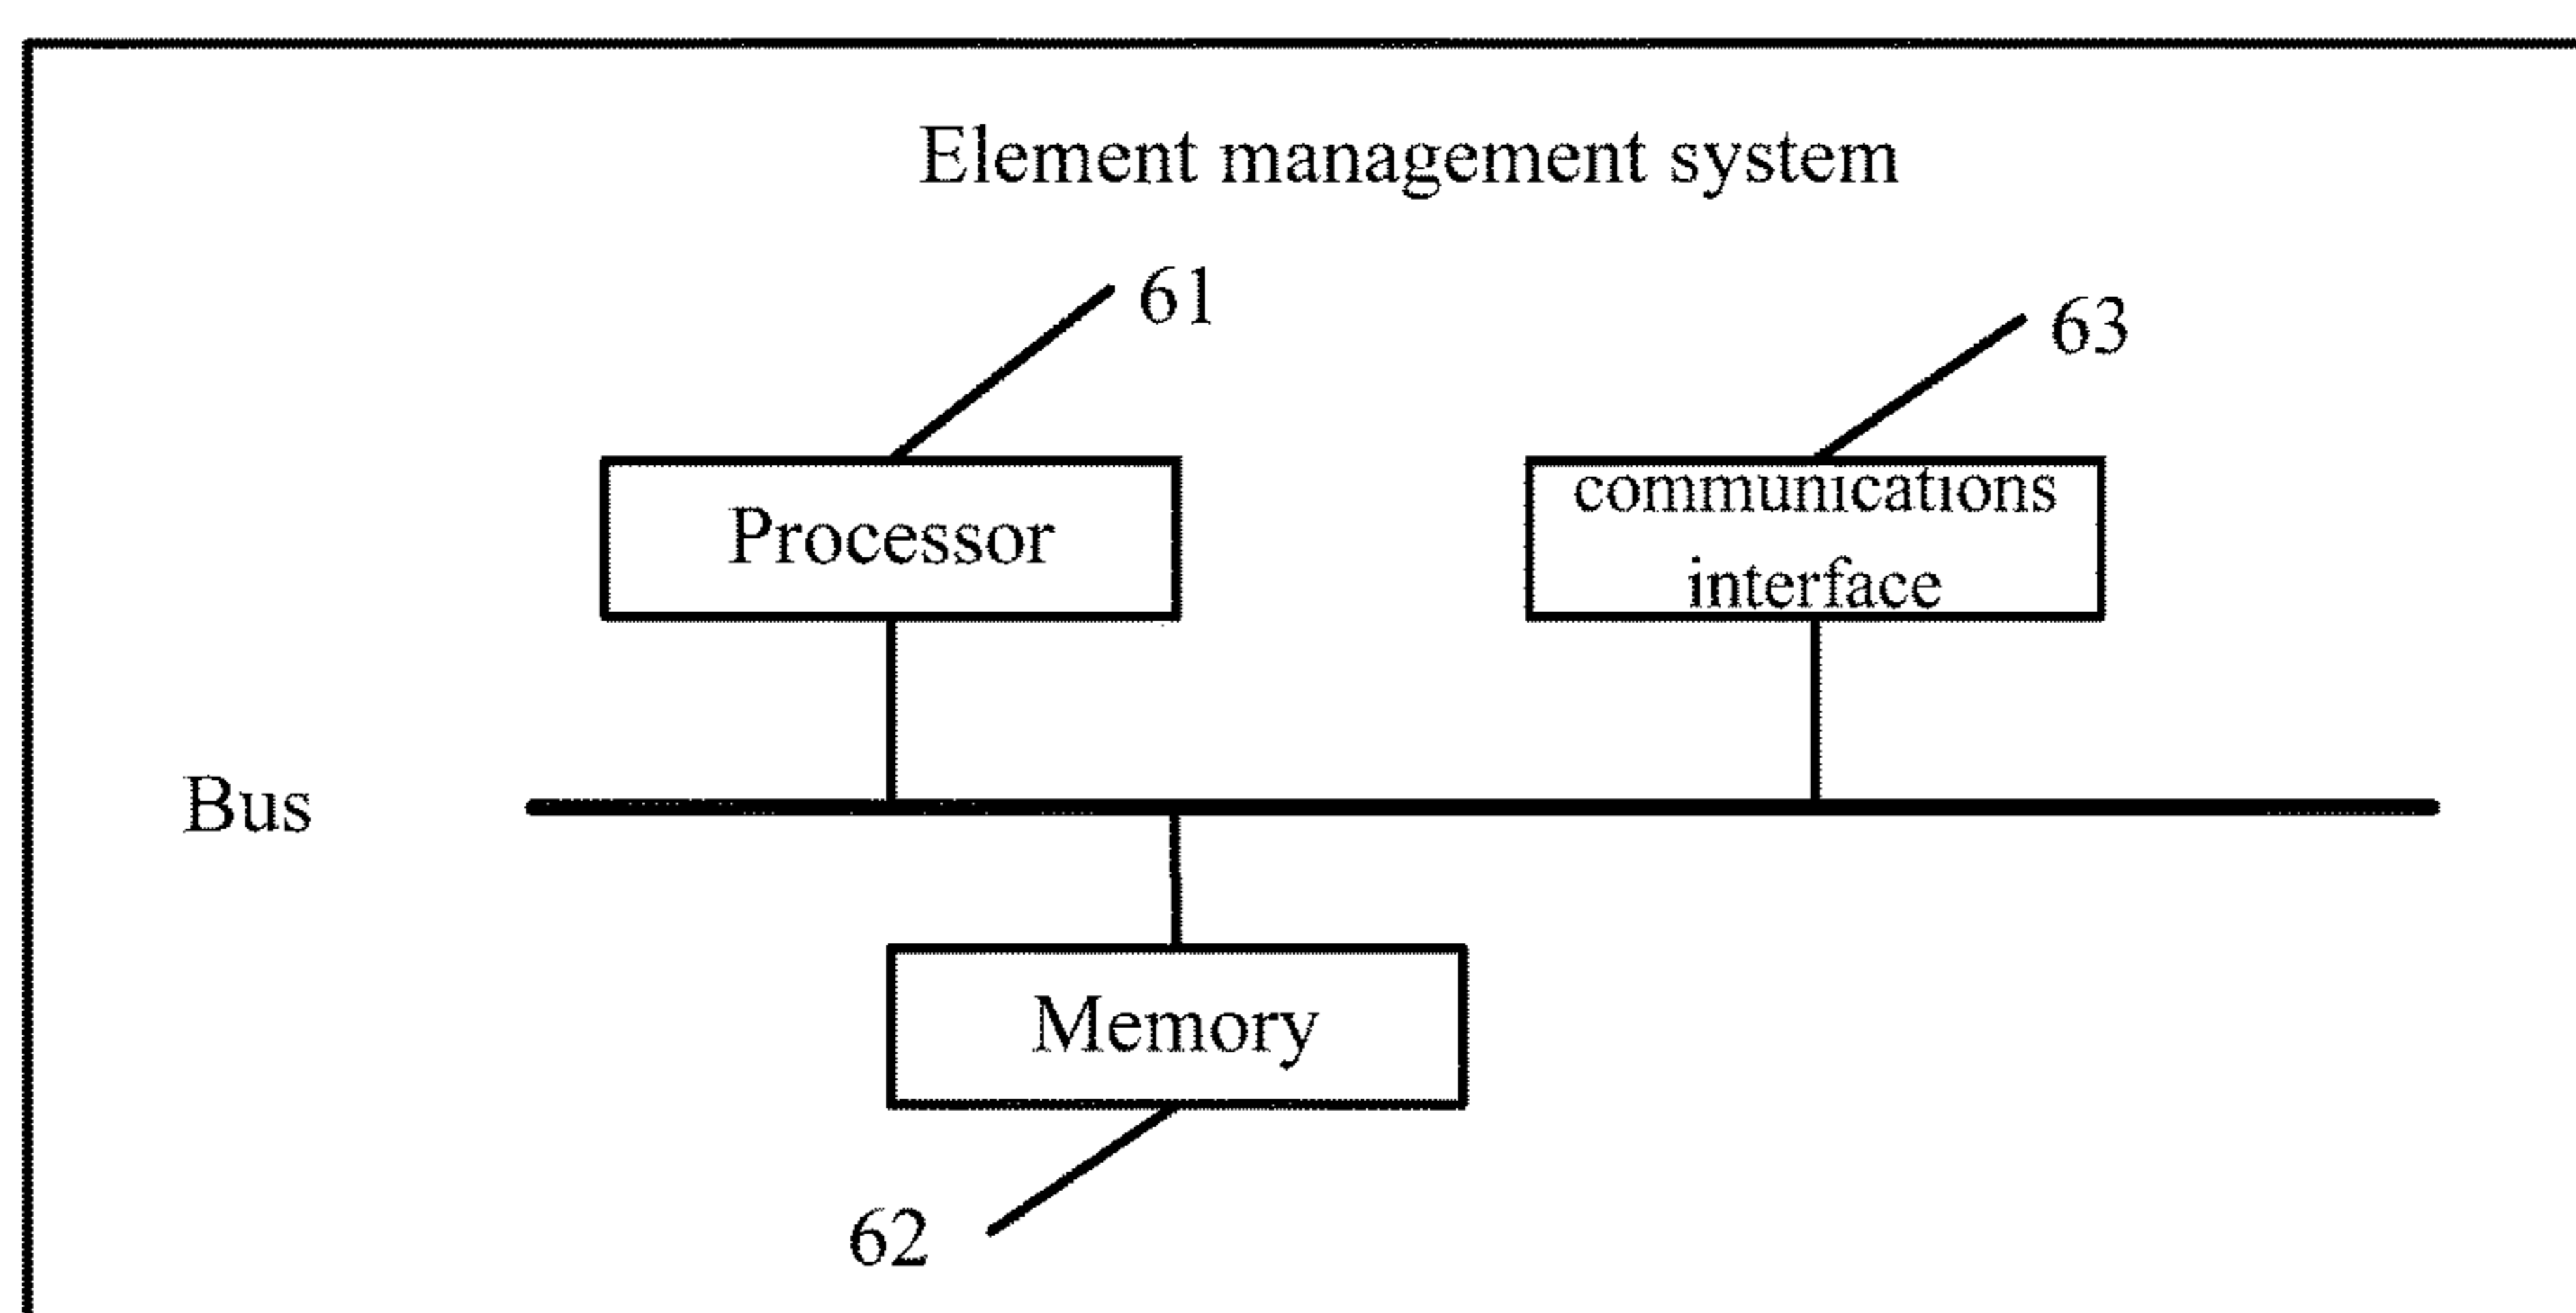 Element management system
61
63
Processor
communications
interface
Bus
Memory
62